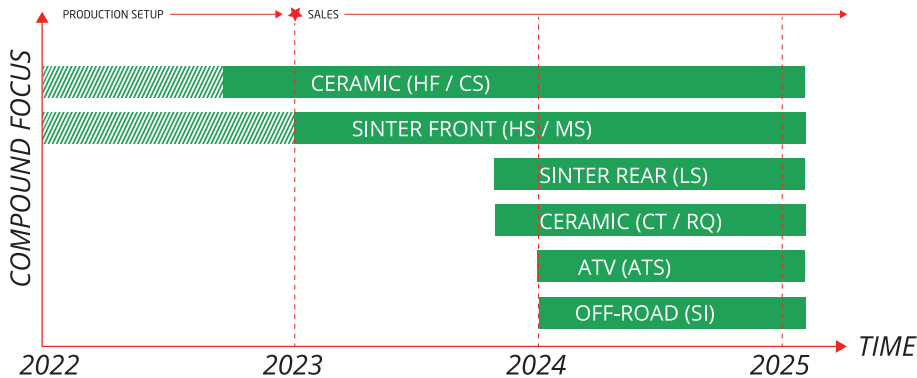 PRODUCTION SETUP
SALES
COMPOUND FOCUS
CERAMIC (HF / CS)
SINTER FRONT (HS / MS)
SINTER REAR (LS)
CERAMIC (CT / RQ)
ATV (ATS)
OFF-ROAD (SI)
TIME
2022
2023
2024
2025